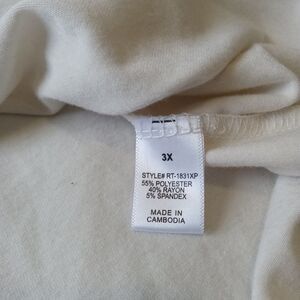 3X
STYLE# RT-1831XP
55% POLYESTER
40% RAYON
5% SPANDEX
MADE IN
CAMBODIA